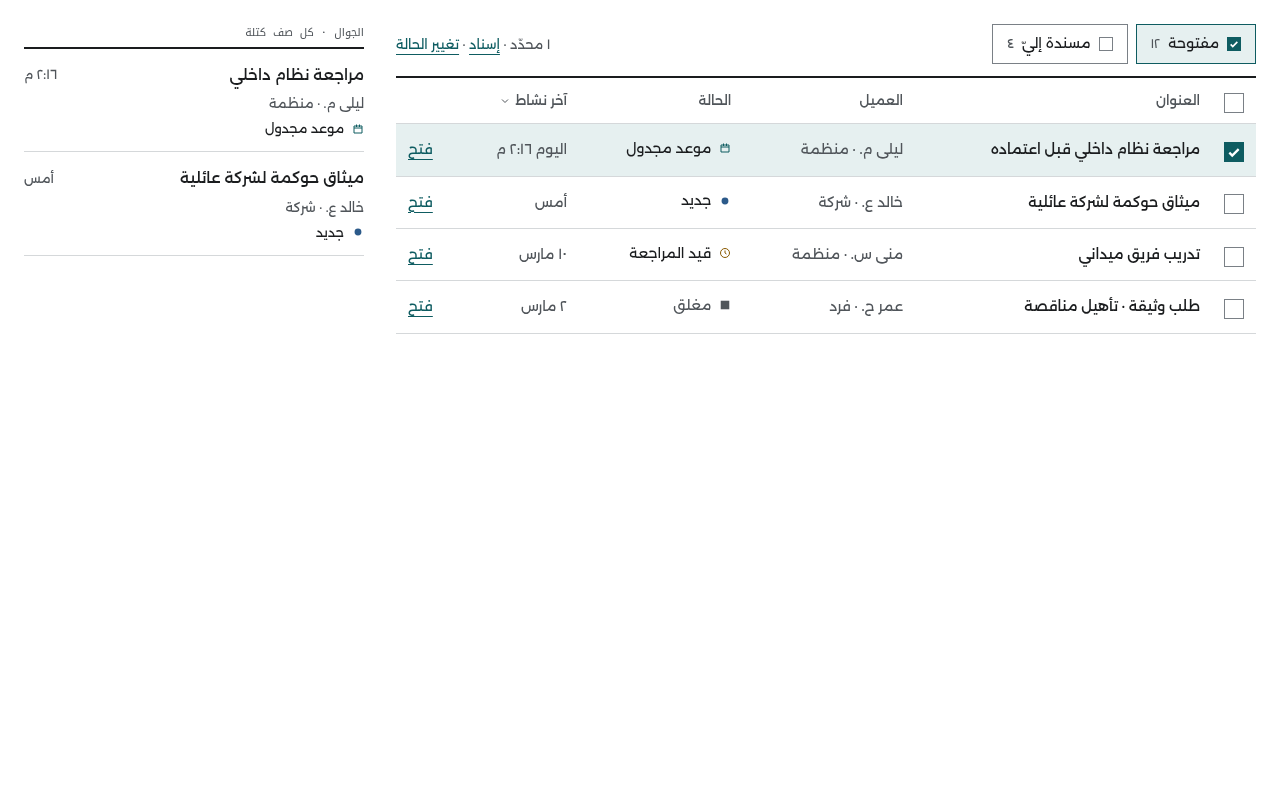 مفتوحة ١٢
مسندة إليّ ٤
١ محدّد · إسناد · تغيير الحالة
العنوان العميل الحالة آخر نشاط
مراجعة نظام داخلي قبل اعتماده ليلى م. · منظمة موعد مجدول اليوم ٢:١٦ م فتح
ميثاق حوكمة لشركة عائلية خالد ع. · شركة جديد أمس فتح
تدريب فريق ميداني منى س. · منظمة قيد المراجعة ١٠ مارس فتح
طلب وثيقة · تأهيل مناقصة عمر ح. · فرد مغلق ٢ مارس فتح
الجوال · كل صف كتلة
مراجعة نظام داخلي ٢:١٦ م
ليلى م. · منظمة
موعد مجدول
ميثاق حوكمة لشركة عائلية أمس
خالد ع. · شركة
جديد